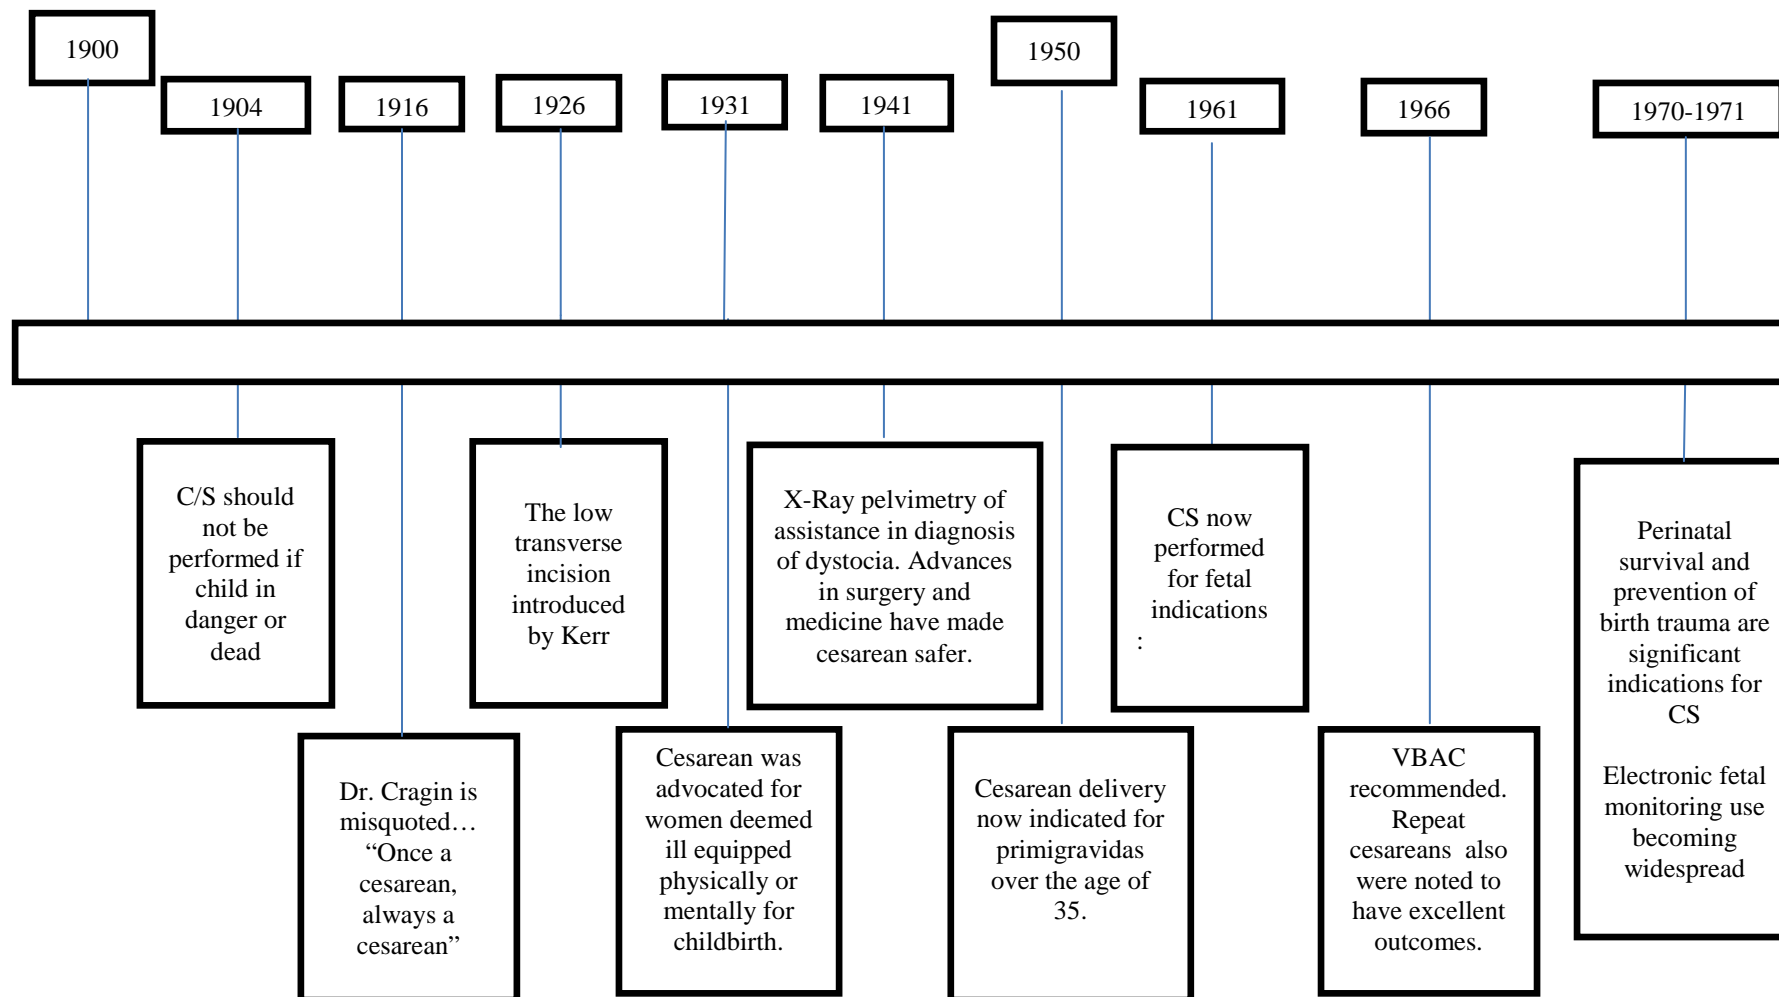 1900
1904
1916
1926
1931
1941
1950
1961
1966
1970-1971
C/S should
not be
performed if
child in
danger or
dead
Dr. Cragin is
misquoted…
“Once a
cesarean,
always a
cesarean”
The low
transverse
incision
introduced
by Kerr
Cesarean was
advocated for
women deemed
ill equipped
physically or
mentally for
childbirth.
X-Ray pelvimetry of
assistance in diagnosis
of dystocia. Advances
in surgery and
medicine have made
cesarean safer.
Cesarean delivery
now indicated for
primigravidas
over the age of
35.
CS now
performed
for fetal
indications
:
VBAC
recommended.
Repeat
cesareans also
were noted to
have excellent
outcomes.
Perinatal
survival and
prevention of
birth trauma are
significant
indications for
CS
Electronic fetal
monitoring use
becoming
widespread